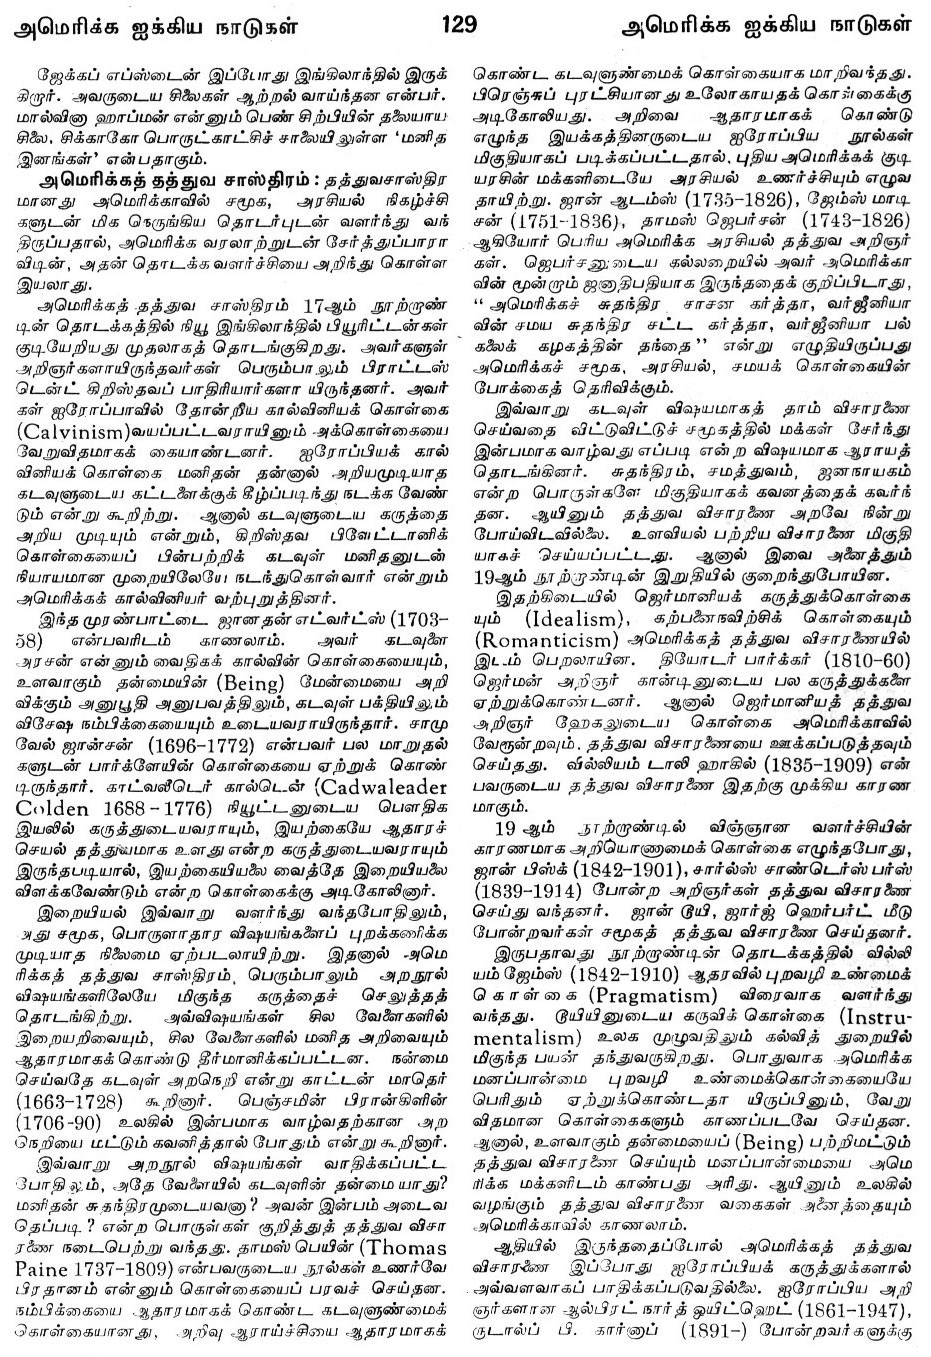 அமெரிக்க ஐக்கிய நாடுகள்
129
அமெரிக்க ஐக்கிய நாடுகள்
ஜேக்கப் எப்ஸ்டைன் இப்போது இங்கிலாந்தில் இருக்
கிறார். அவருடைய சிலைகள் ஆற்றல் வாய்ந்தன என்பர்.
மால்வினா ஹாப்மன் என்னும் பெண் சிற்பியின் தலையாய
சிலை, சிக்காகோ பொருட்காட்சிச் சாலையிலுள்ள ‘மனித
இனங்கள்’ என்பதாகும்.
அமெரிக்கத் தத்துவ சாஸ்திரம் : தத்துவசாஸ்திர
மானது அமெரிக்காவில் சமூக, அரசியல் நிகழ்ச்சி
களுடன் மிக நெருங்கிய தொடர்புடன் வளர்ந்து வந்
திருப்பதால், அமெரிக்க வரலாற்றுடன் சேர்த்துப்பாரா
விடின், அதன் தொடக்க வளர்ச்சியை அறிந்து கொள்ள
இயலாது.
அமெரிக்கத் தத்துவ சாஸ்திரம் 17ஆம் நூற்றாண்
டின் தொடக்கத்தில் நியூ இங்கிலாந்தில் பியூரிட்டன்கள்
குடியேறியது முதலாகத் தொடங்குகிறது. அவர்களுள்
அறிஞர்களாயிருந்தவர்கள் பெரும்பாலும் பிராட்டஸ்
டென்ட் கிறிஸ்தவப் பாதிரியார்களா யிருந்தனர். அவர்
கள் ஐரோப்பாவில் தோன்றிய கால்வினியக் கொள்கை
(Calvinism) வயப்பட்டவராயினும் அக்கொள்கையை
வேறுவிதமாகக் கையாண்டனர். ஐரோப்பியக் கால்
வினியக் கொள்கை மனிதன் தன்னால் அறியமுடியாத
கடவுளுடைய கட்டளைக்குக் கீழ்ப்படிந்து நடக்க வேண்
டும் என்று கூறிற்று. ஆனால் கடவுளுடைய கருத்தை
அறிய முடியும் என்றும், கிறிஸ்தவ பிளேட்டானிக்
கொள்கையைப் பின்பற்றிக் கடவுள் மனிதனுடன்
நியாயமான முறையிலேயே நடந்துகொள்வார் என்றும்
அமெரிக்கக் கால்வினியர் வற்புறுத்தினர்.
இந்த முரண்பாட்டை ஜானதன் எட்வர்ட்ஸ் (1703-
58) என்பவரிடம் காணலாம். அவர் கடவுளை
அரசன் என்னும் வைதிகக் கால்வின் கொள்கையையும்,
உளவாகும் தன்மையின் (Being) மேன்மையை அறி
விக்கும் அனுபூதி அனுபவத்திலும், கடவுள் பக்தியிலும்
விசேஷ நம்பிக்கையையும் உடையவராயிருந்தார். சாமு
வேல் ஜான்சன் (1696-1772) என்பவர் பல மாறுதல்
களுடன் பார்க்ளேயின் கொள்கையை ஏற்றுக் கொண்
டிருந்தார். காட்வலீடெர் கால்டென் (Cadwaleader
Colden 1688-1776) நியூட்டனுடைய பௌதிக
இயலில் கருத்துடையவராயும், இயற்கையே ஆதாரச்
செயல் தத்துவமாக உளது என்ற கருத்துடையவராயும்
இருந்தபடியால், இயற்கையியலை வைத்தே இறையியலை
விளக்கவேண்டும் என்ற கொள்கைக்கு அடிகோலினார்.
இறையியல் இவ்வாறு வளர்ந்து வந்தபோதிலும்,
அது சமூக, பொருளாதார விஷயங்களைப் புறக்கணிக்க
முடியாத நிலைமை ஏற்படலாயிற்று. இதனால் அமெ
ரிக்கத் தத்துவ சாஸ்திரம், பெரும்பாலும் அறநூல்
விஷயங்களிலேயே மிகுந்த கருத்தைச் செலுத்தத்
தொடங்கிற்று. அவ்விஷயங்கள் சில வேளைகளில்
இறையறிவையும், சில வேளைகளில் மனித அறிவையும்
ஆதாரமாகக் கொண்டு தீர்மானிக்கப்பட்டன. நன்மை
செய்வதே கடவுள் அறநெறி என்று காட்டன் மாதெர்
(1663-1728) கூறினார். பெஞ்சமின் பிராங்கிளின்
(1706-90) உலகில் இன்பமாக வாழ்வதற்கான அற
நெறியை மட்டும் கவனித்தால் போதும் என்று கூறினார்.
இவ்வாறு அறநூல் விஷயங்கள் வாதிக்கப்பட்ட
போதிலும், அதே வேளையில் கடவுளின் தன்மை யாது?
மனிதன் சுதந்திரமுடையவனா? அவன் இன்பம் அடைவ
தெப்படி? என்ற பொருள்கள் குறித்துத் தத்துவ விசா
ரணை நடைபெற்று வந்தது. தாமஸ் பெயின் (Thomas
Paine 1737-1809) என்பவருடைய நூல்கள் உணர்வே
பிரதானம் என்னும் கொள்கையைப் பரவச் செய்தன.
நம்பிக்கையை ஆதாரமாகக் கொண்ட கடவுளுண்மைக்
கொள்கையானது, அறிவு ஆராய்ச்சியை ஆதாரமாகக்
கொண்ட கடவுளுண்மைக் கொள்கையாக மாறிவந்தது.
பிரெஞ்சுப் புரட்சியானது உலோகாயதக் கொள்கைக்கு
அடிகோலியது. அறிவை ஆதாரமாகக் கொண்டு
எழுந்த இயக்கத்தினருடைய ஐரோப்பிய நூல்கள்
மிகுதியாகப் படிக்கப்பட்டதால், புதிய அமெரிக்கக் குடி
யரசின் மக்களிடையே அரசியல் உணர்ச்சியும் எழுவ
தாயிற்று. ஜான் ஆடம்ஸ் (1735-1826), ஜேம்ஸ் மாடி
சன் (1751-1836), தாமஸ் ஜெபர்சன் (1743-1826)
ஆகியோர் பெரிய அமெரிக்க அரசியல் தத்துவ அறிஞர்
கள். ஜெபர்சனுடைய கல்லறையில் அவர் அமெரிக்கா
வின் மூன்றாம் ஜனாதிபதியாக இருந்ததைக் குறிப்பிடாது,
“ அமெரிக்கச் சுதந்திர சாசன கர்த்தா, வர்ஜீனியா
வின் சமய சுதந்திர சட்ட கர்த்தா, வர்ஜீனியா பல்
கலைக் கழகத்தின் தந்தை” என்று எழுதியிருப்பது
அமெரிக்கச் சமூக, அரசியல், சமயக் கொள்கையின்
போக்கைத் தெரிவிக்கும்.
இவ்வாறு கடவுள் விஷயமாகத் தாம் விசாரணை
செய்வதை விட்டுவிட்டுச் சமூகத்தில் மக்கள் சேர்ந்து
இன்பமாக வாழ்வது எப்படி என்ற விஷயமாக ஆராயத்
தொடங்கினர். சுதந்திரம், சமத்துவம், ஜனநாயகம்
என்ற பொருள்களே மிகுதியாகக் கவனத்தைக் கவர்ந்
தன. ஆயினும் தத்துவ விசாரணை அறவே நின்று
போய்விடவில்லை. உளவியல் பற்றிய விசாரணை மிகுதி
யாகச் செய்யப்பட்டது. ஆனால் இவை அனைத்தும்
19ஆம் நூற்றாண்டின் இறுதியில் குறைந்துபோயின.
இதற்கிடையில் ஜெர்மானியக் கருத்துக்கொள்கை
யும் (Idealism), கற்பனைநவிற்சிக் கொள்கையும்
(Romanticism) அமெரிக்கத் தத்துவ விசாரணையில்
இடம் பெறலாயின. தியோடர் பார்க்கர் (1810-60)
ஜெர்மன் அறிஞர் கான்டினுடைய பல கருத்துக்களை
ஏற்றுக்கொண்டனர். ஆனால் ஜெர்மானியத் தத்துவ
அறிஞர் ஹேகலுடைய கொள்கை அமெரிக்காவில்
வேரூன்றவும், தத்துவ விசாரணையை ஊக்கப்படுத்தவும்
செய்தது. வில்லியம் டாலி ஹாகில் (1835-1909) என்
பவருடைய தத்துவ விசாரணை இதற்கு முக்கிய காரண
மாகும்.
19 ஆம் நூற்றாண்டில் விஞ்ஞான வளர்ச்சியின்
காரணமாக அறியொணாமைக் கொள்கை எழுந்தபோது,
ஜான் பிஸ்க் (1842-1901), சார்ல்ஸ் சாண்டெர்ஸ் பர்ஸ்
(1839-1914) போன்ற அறிஞர்கள் தத்துவ விசாரணை
செய்து வந்தனர். ஜான் டூயி, ஜார்ஜ் ஹெர்பர்ட் மீடு
போன்றவர்கள் சமூகத் தத்துவ விசாரணை செய்தனர்.
இருபதாவது நூற்றாண்டின் தொடக்கத்தில் வில்லி
யம் ஜேம்ஸ் (1842-1910) ஆதரவில் புறவழி உண்மைக்
கொள்கை (Pragmatism) விரைவாக வளர்ந்து
வந்தது. டூயியினுடைய கருவிக் கொள்கை (Instru-
mentalism) உலக முழுவதிலும் கல்வித் துறையில்
மிகுந்த பயன் தந்துவருகிறது. பொதுவாக அமெரிக்க
மனப்பான்மை புறவழி உண்மைக்கொள்கையையே
பெரிதும் ஏற்றுக்கொண்டதா யிருப்பினும், வேறு
விதமான கொள்கைகளும் காணப்படவே செய்தன.
ஆனால், உளவாகும் தன்மையைப் (Being) பற்றிமட்டும்
தத்துவ விசாரணை செய்யும் மனப்பான்மையை அமெ
ரிக்க மக்களிடம் காண்பது அரிது. ஆயினும் உலகில்
வழங்கும் தத்துவ விசாரணை வகைகள் அனைத்தையும்
அமெரிக்காவில் காணலாம்.
ஆதியில் இருந்ததைப்போல் அமெரிக்கத் தத்துவ
விசாரணை இப்போது ஐரோப்பியக் கருத்துக்களால்
அவ்வளவாகப் பாதிக்கப்படுவதில்லை. ஐரோப்பிய அறி
ஞர்களான ஆல்பிரட் நார்த் ஒயிட்ஹெட் (1861-1947),
ருடால்ப் பி. கார்னாப் (1891-) போன்றவர்களுக்கு